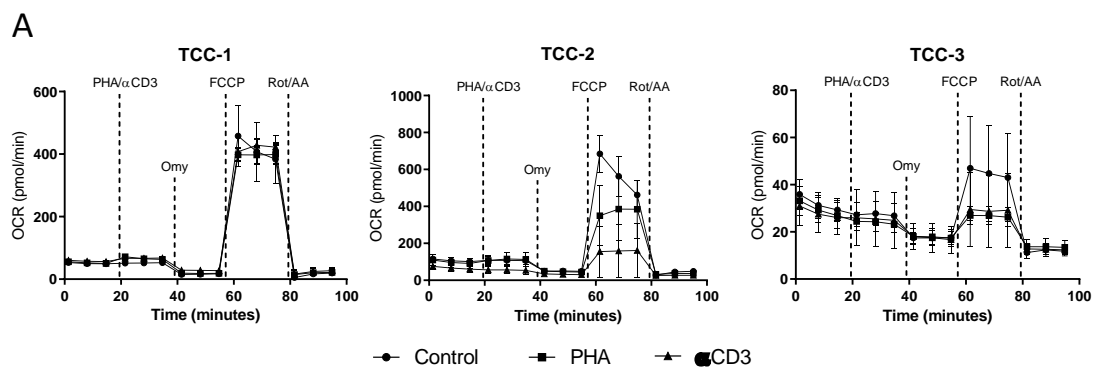 A
TCC-1
PHA/αCD3
FCCP
Rot/AA
Omy
600
400
200
0
OCR (pmol/min)
0 20 40 60 80 100
Time (minutes)
TCC-2
PHA/αCD3
FCCP
Rot/AA
Omy
1000
800
600
400
200
0
OCR (pmol/min)
0 20 40 60 80 100
Time (minutes)
TCC-3
PHA/αCD3
FCCP
Rot/AA
Omy
80
60
40
20
0
OCR (pmol/min)
0 20 40 60 80 100
Time (minutes)
Control PHA CD3